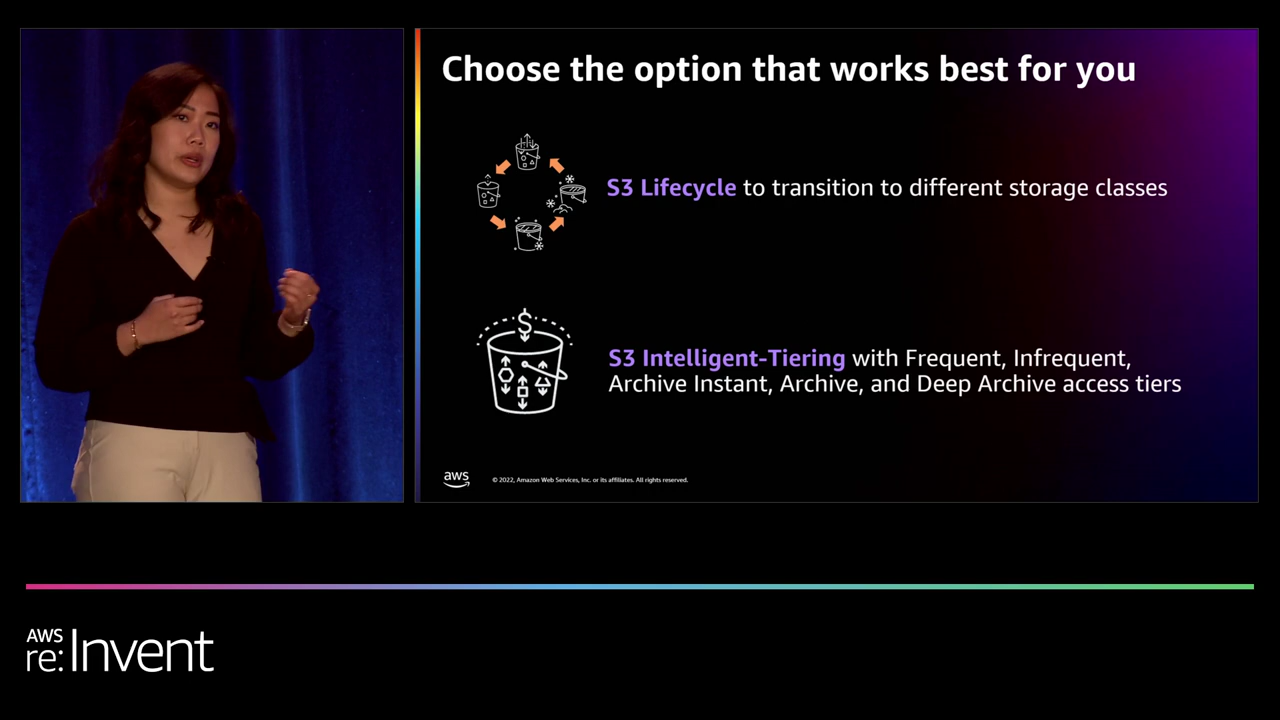 Choose the option that works best for you
S3 Lifecycle to transition to different storage classes
S3 Intelligent-Tiering with Frequent, Infrequent,
Archive Instant, Archive, and Deep Archive access tiers
aws
© 2022, Amazon Web Services, Inc. or its affiliates. All rights reserved.
AWS
re:Invent